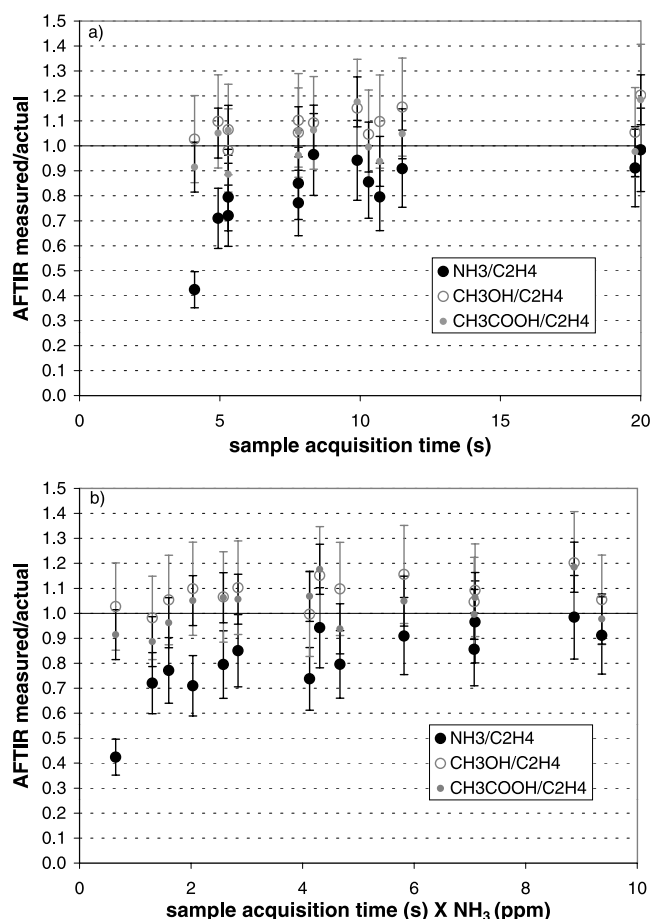 a)
AFTIR measured/actual
1.5
1.4
1.3
1.2
1.1
1.0
0.9
0.8
0.7
0.6
0.5
0.4
0.3
0.2
0.1
0.0
NH3/C2H4
CH3OH/C2H4
CH3COOH/C2H4
0 5 10 15 20
sample acquisition time (s)
b)
AFTIR measured/actual
1.5
1.4
1.3
1.2
1.1
1.0
0.9
0.8
0.7
0.6
0.5
0.4
0.3
0.2
0.1
0.0
NH3/C2H4
CH3OH/C2H4
CH3COOH/C2H4
0 2 4 6 8 10
sample acquisition time (s) X NH₃ (ppm)